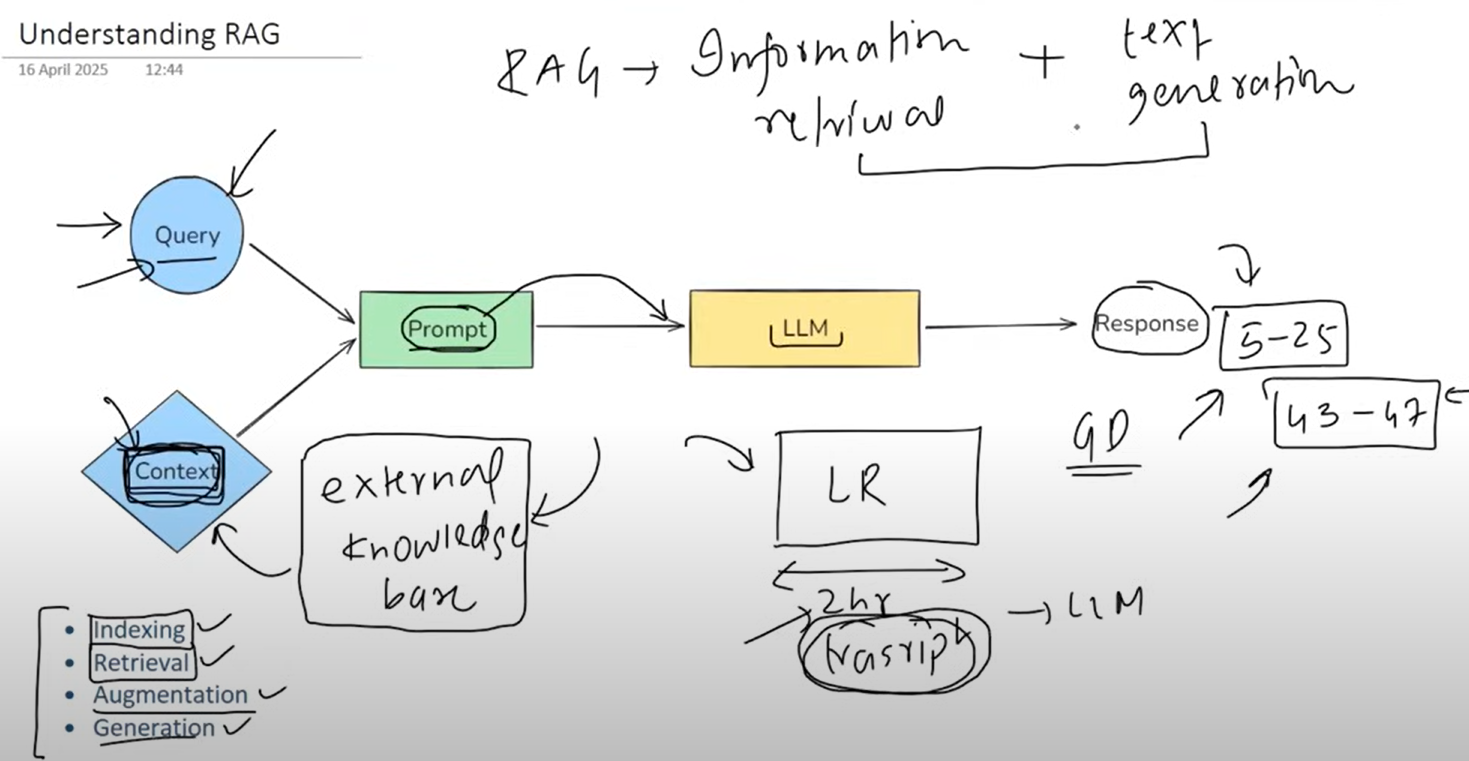 Understanding RAG
16 April 2025 12:44
RAG → Information + text
retriwal generation
Query
Prompt
LLM
Response
5-25
43-47
GD
Context
external
knowledge
base
LR
2hr
trasript → LLM
• Indexing ✓
• Retrieval ✓
• Augmentation ✓
• Generation ✓